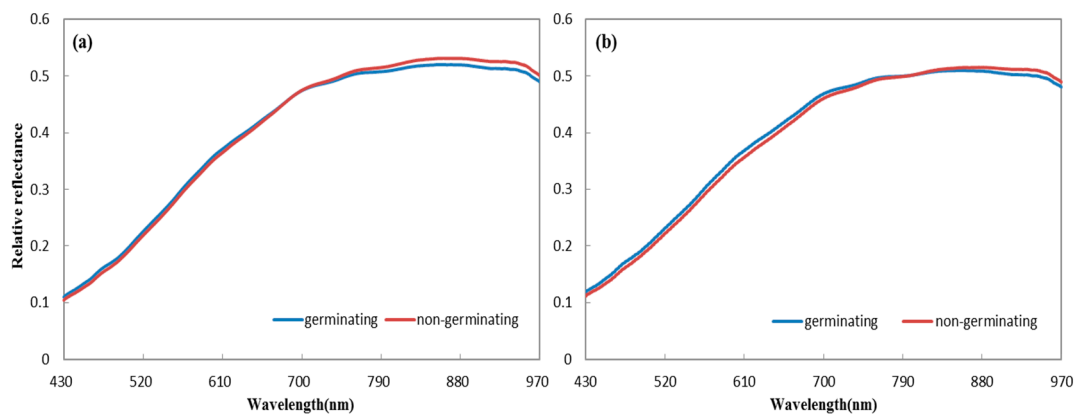 (a)
0.6
0.5
0.4
0.3
0.2
0.1
0
Relative reflectance
430 520 610 700 790 880 970
Wavelength(nm)
germinating non-germinating
(b)
0.6
0.5
0.4
0.3
0.2
0.1
0
430 520 610 700 790 880 970
Wavelength(nm)
germinating non-germinating